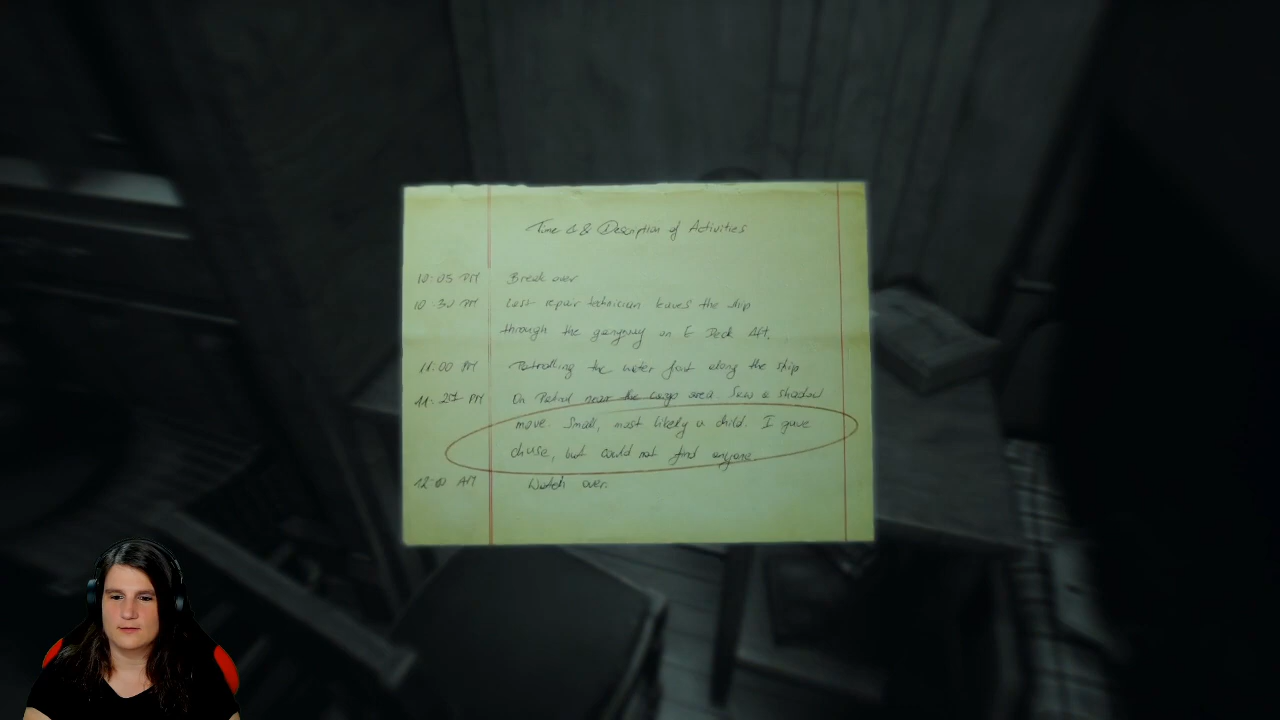 Time & Description of Activities
10:05 PM Break over
10:30 PM Last repair technician leaves the ship
through the gangway on E Deck Aft.
11:00 PM Patrolling the water front along the ship
11:27 PM On Patrol near the cargo area. Saw a shadow
move. Small, most likely a child. I gave
chase, but could not find anyone.
12:00 AM Watch over.